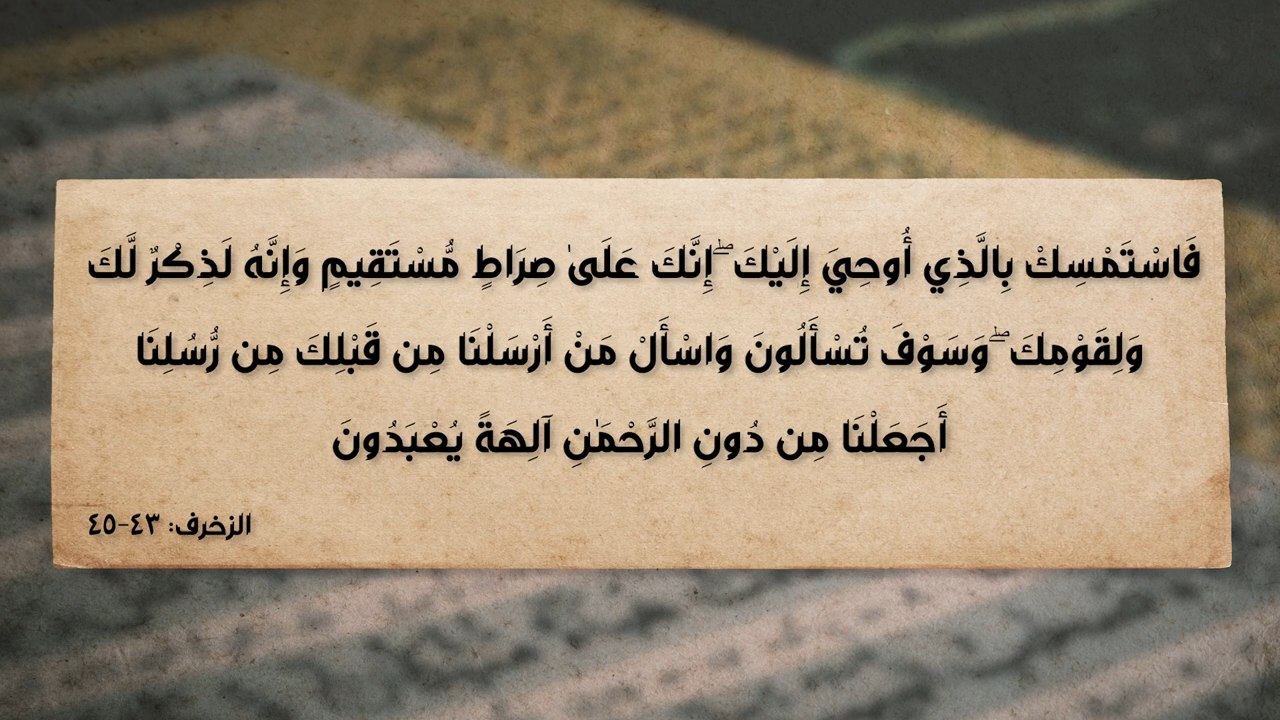 فَاسْتَمْسِكْ بِالَّذِي أُوحِيَ إِلَيْكَ ۖ إِنَّكَ عَلَىٰ صِرَاطٍ مُّسْتَقِيمٍ وَإِنَّهُ لَذِكْرٌ لَّكَ
وَلِقَوْمِكَ ۖ وَسَوْفَ تُسْأَلُونَ وَاسْأَلْ مَنْ أَرْسَلْنَا مِن قَبْلِكَ مِن رُّسُلِنَا
أَجَعَلْنَا مِن دُونِ الرَّحْمَٰنِ آلِهَةً يُعْبَدُونَ
الزخرف: ٤٣-٤٥